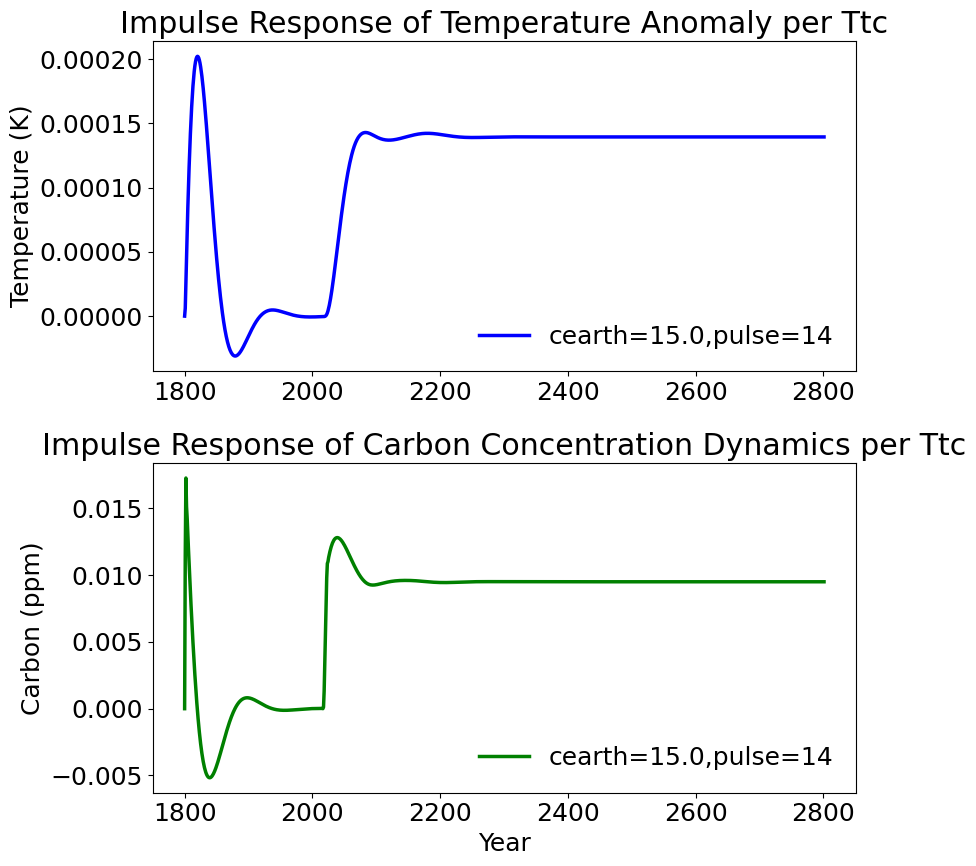 Impulse Response of Temperature Anomaly per Ttc
Temperature (K)
0.00020
0.00015
0.00010
0.00005
0.00000
cearth=15.0,pulse=14
1800 2000 2200 2400 2600 2800
Impulse Response of Carbon Concentration Dynamics per Ttc
Carbon (ppm)
0.015
0.010
0.005
0.000
−0.005
cearth=15.0,pulse=14
1800 2000 2200 2400 2600 2800
Year